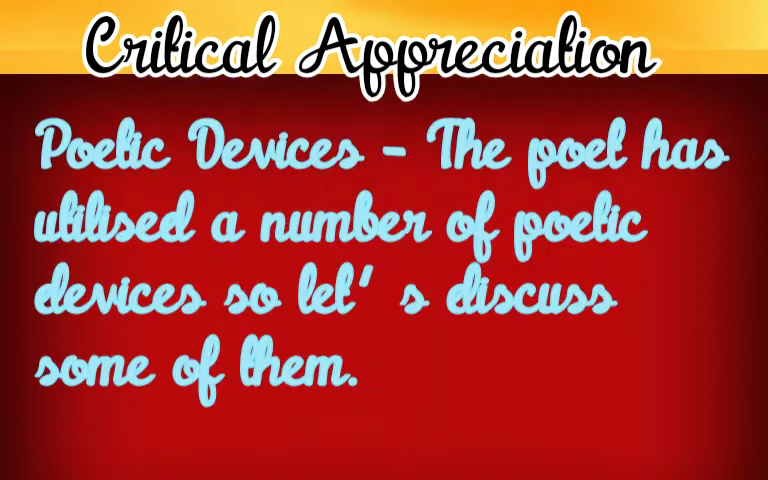 Critical Appreciation
Poetic Devices - The poet has
utilised a number of poetic
devices so let' s discuss
some of them.